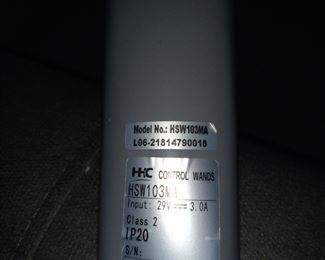 Model No.: HSW103MA
L06-21814790018
HHC CONTROL WANDS
HSW103MA
Input: 29V⎓3.0A
Class 2
IP20
S/N: